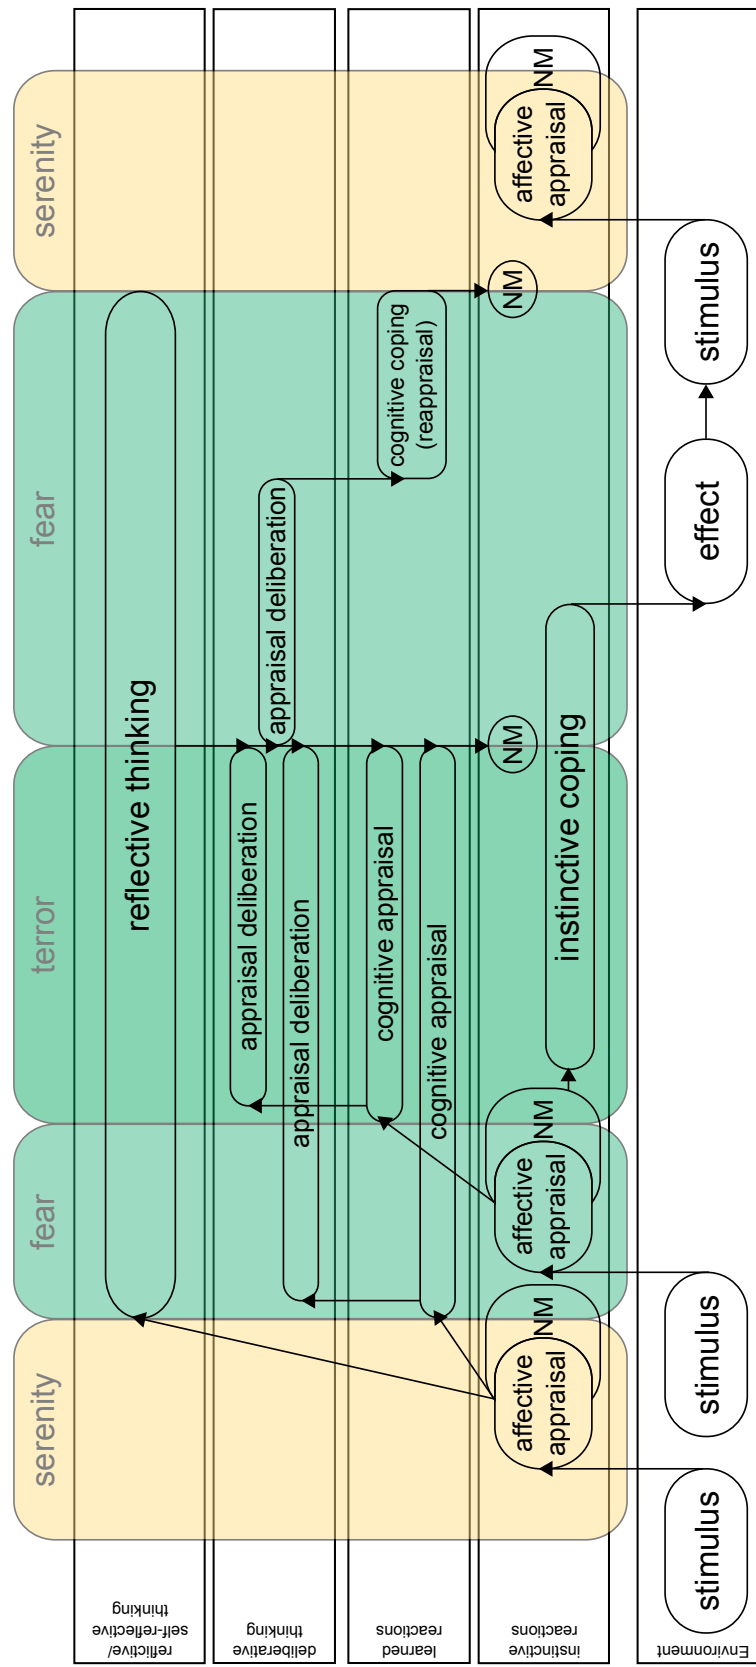 serenity
fear
terror
fear
serenity
reflictive/
self-reflective
thinking
reflective thinking
deliberative
thinking
appraisal deliberation
appraisal deliberation
appraisal deliberation
learned
reactions
cognitive appraisal
cognitive appraisal
cognitive coping
(reappraisal)
instinctive
reactions
affective
appraisal
NM
affective
appraisal
NM
instinctive coping
NM
NM
affective
appraisal
NM
Environment
stimulus
stimulus
effect
stimulus